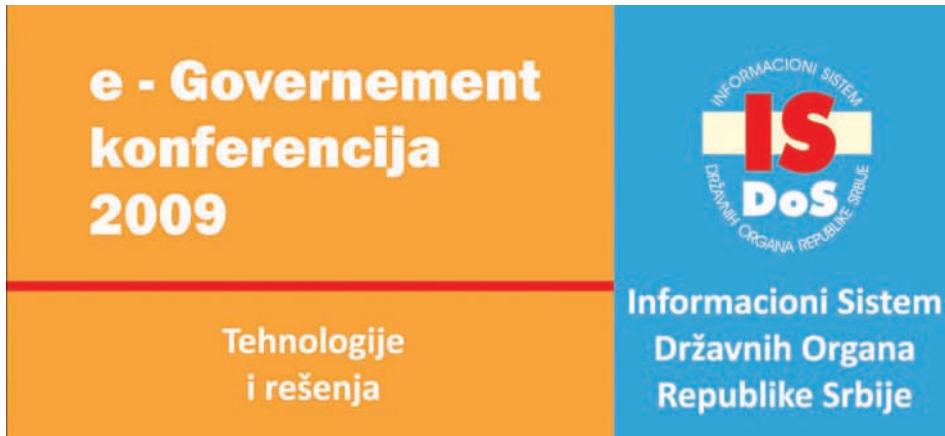 e - Governement
konferencija
2009
Tehnologije
i rešenja
INFORMACIONI SISTEM
IS
DoS
DRŽAVNIH ORGANA REPUBLIKE SRBIJE
Informacioni Sistem
Državnih Organa
Republike Srbije